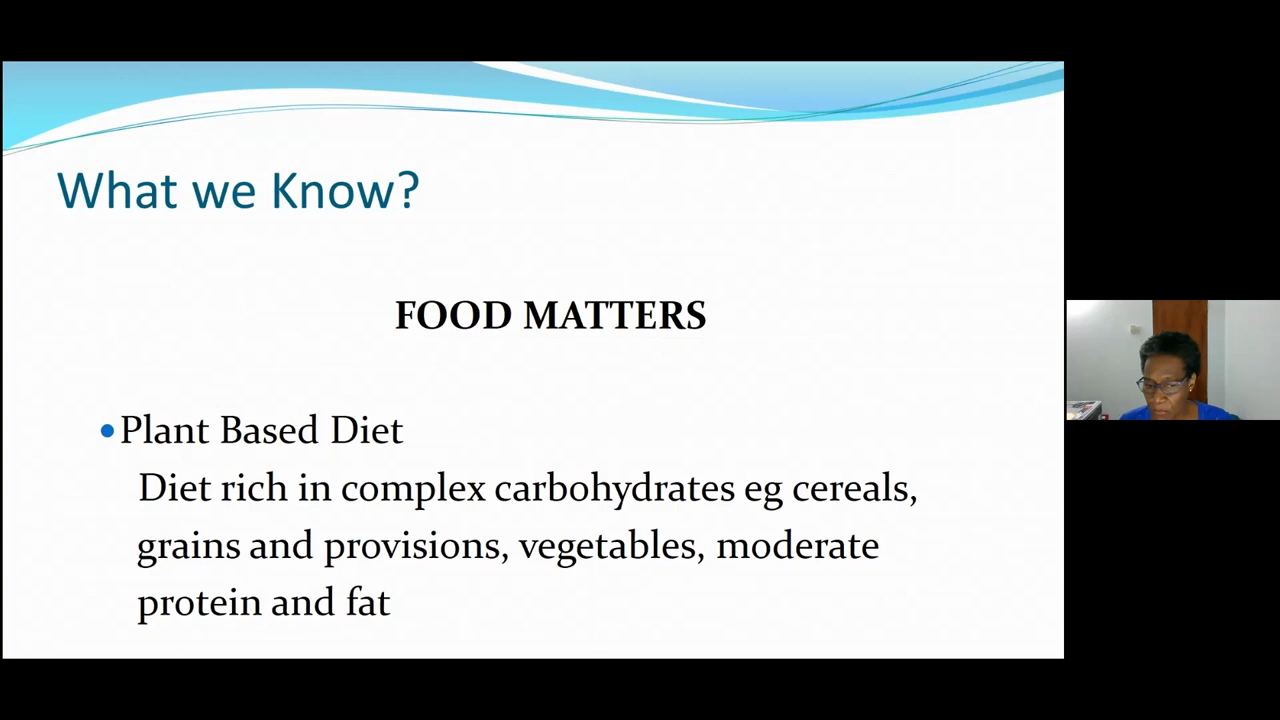 What we Know?
FOOD MATTERS
•Plant Based Diet
Diet rich in complex carbohydrates eg cereals,
grains and provisions, vegetables, moderate
protein and fat